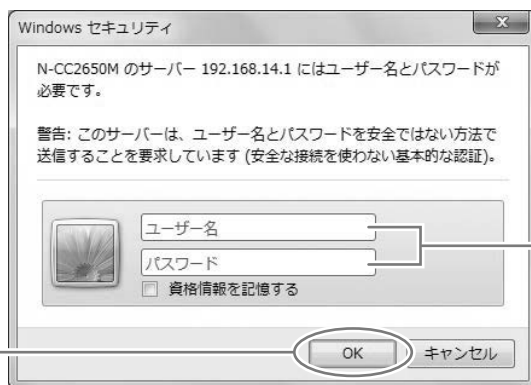 Windows セキュリティ
N-CC2650M のサーバー 192.168.14.1 にはユーザー名とパスワードが
必要です。
警告: このサーバーは、ユーザー名とパスワードを安全ではない方法で
送信することを要求しています (安全な接続を使わない基本的な認証)。
ユーザー名
パスワード
資格情報を記憶する
OK
キャンセル